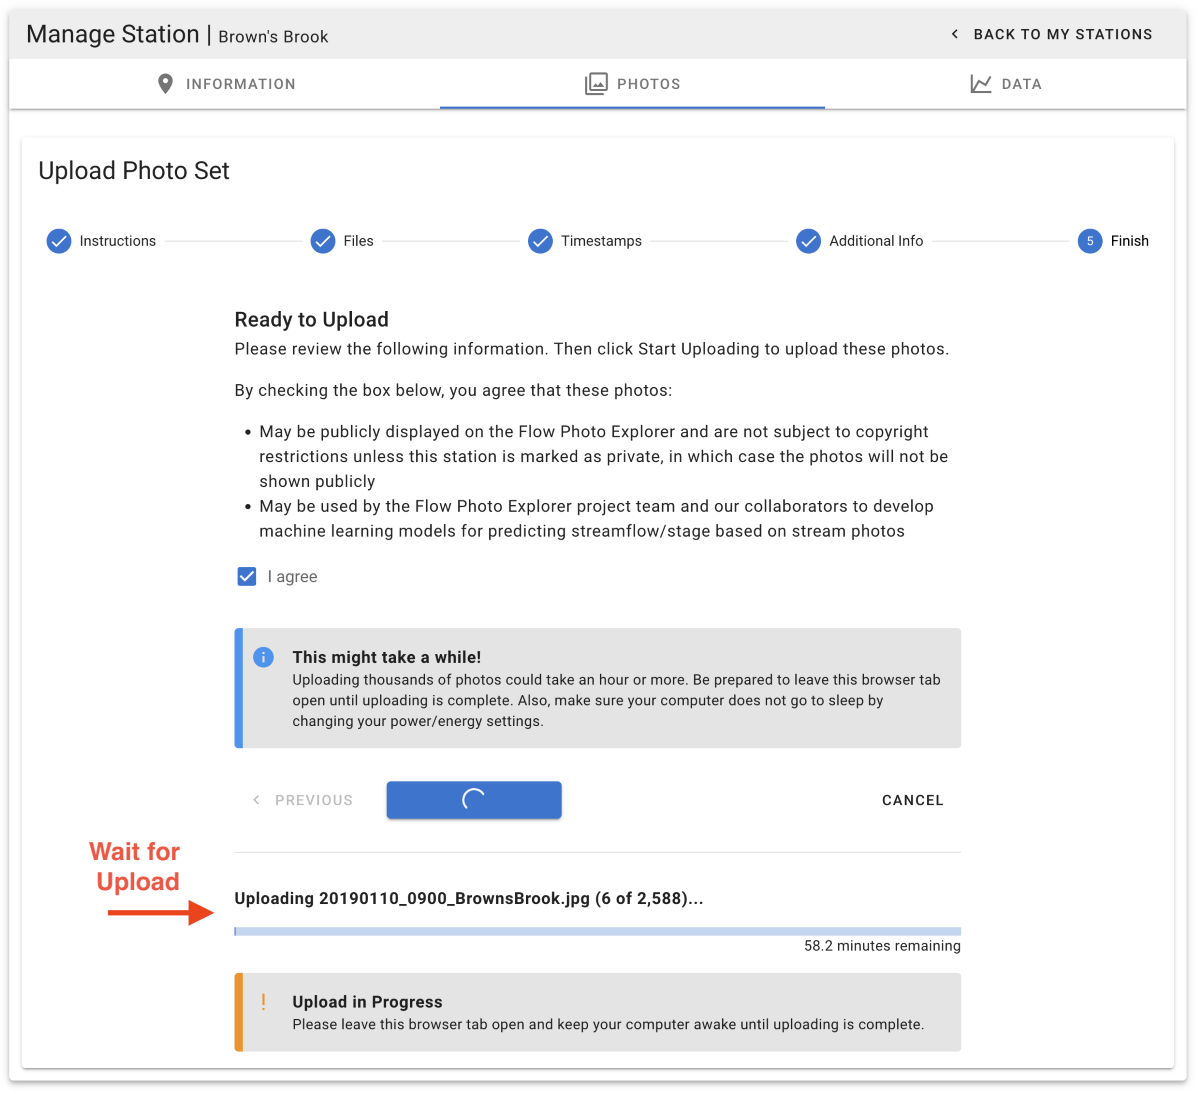 Manage Station | Brown's Brook
BACK TO MY STATIONS
INFORMATION
PHOTOS
DATA
Upload Photo Set
Instructions
Files
Timestamps
Additional Info
5 Finish
Ready to Upload
Please review the following information. Then click Start Uploading to upload these photos.
By checking the box below, you agree that these photos:
• May be publicly displayed on the Flow Photo Explorer and are not subject to copyright
restrictions unless this station is marked as private, in which case the photos will not be
shown publicly
• May be used by the Flow Photo Explorer project team and our collaborators to develop
machine learning models for predicting streamflow/stage based on stream photos
I agree
This might take a while!
Uploading thousands of photos could take an hour or more. Be prepared to leave this browser tab
open until uploading is complete. Also, make sure your computer does not go to sleep by
changing your power/energy settings.
PREVIOUS
CANCEL
Wait for
Upload
Uploading 20190110_0900_BrownsBrook.jpg (6 of 2,588)...
58.2 minutes remaining
Upload in Progress
Please leave this browser tab open and keep your computer awake until uploading is complete.